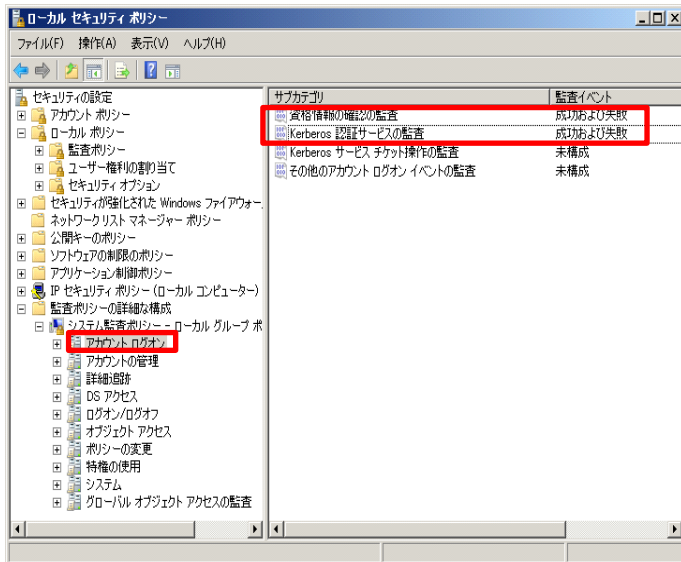 ローカル セキュリティ ポリシー
ファイル(F) 操作(A) 表示(V) ヘルプ(H)
セキュリティの設定
アカウント ポリシー
ローカル ポリシー
監査ポリシー
ユーザー権利の割り当て
セキュリティ オプション
セキュリティが強化された Windows ファイアウォー
ネットワーク リスト マネージャー ポリシー
公開キーのポリシー
ソフトウェアの制限のポリシー
アプリケーション制御ポリシー
IP セキュリティ ポリシー (ローカル コンピューター)
監査ポリシーの詳細な構成
システム監査ポリシー - ローカル グループ ポ
アカウント ログオン
アカウントの管理
詳細追跡
DS アクセス
ログオン/ログオフ
オブジェクト アクセス
ポリシーの変更
特権の使用
システム
グローバル オブジェクト アクセスの監査
サブカテゴリ 監査イベント
資格情報の確認の監査 成功および失敗
Kerberos 認証サービスの監査 成功および失敗
Kerberos サービス チケット操作の監査 未構成
その他のアカウント ログオン イベントの監査 未構成